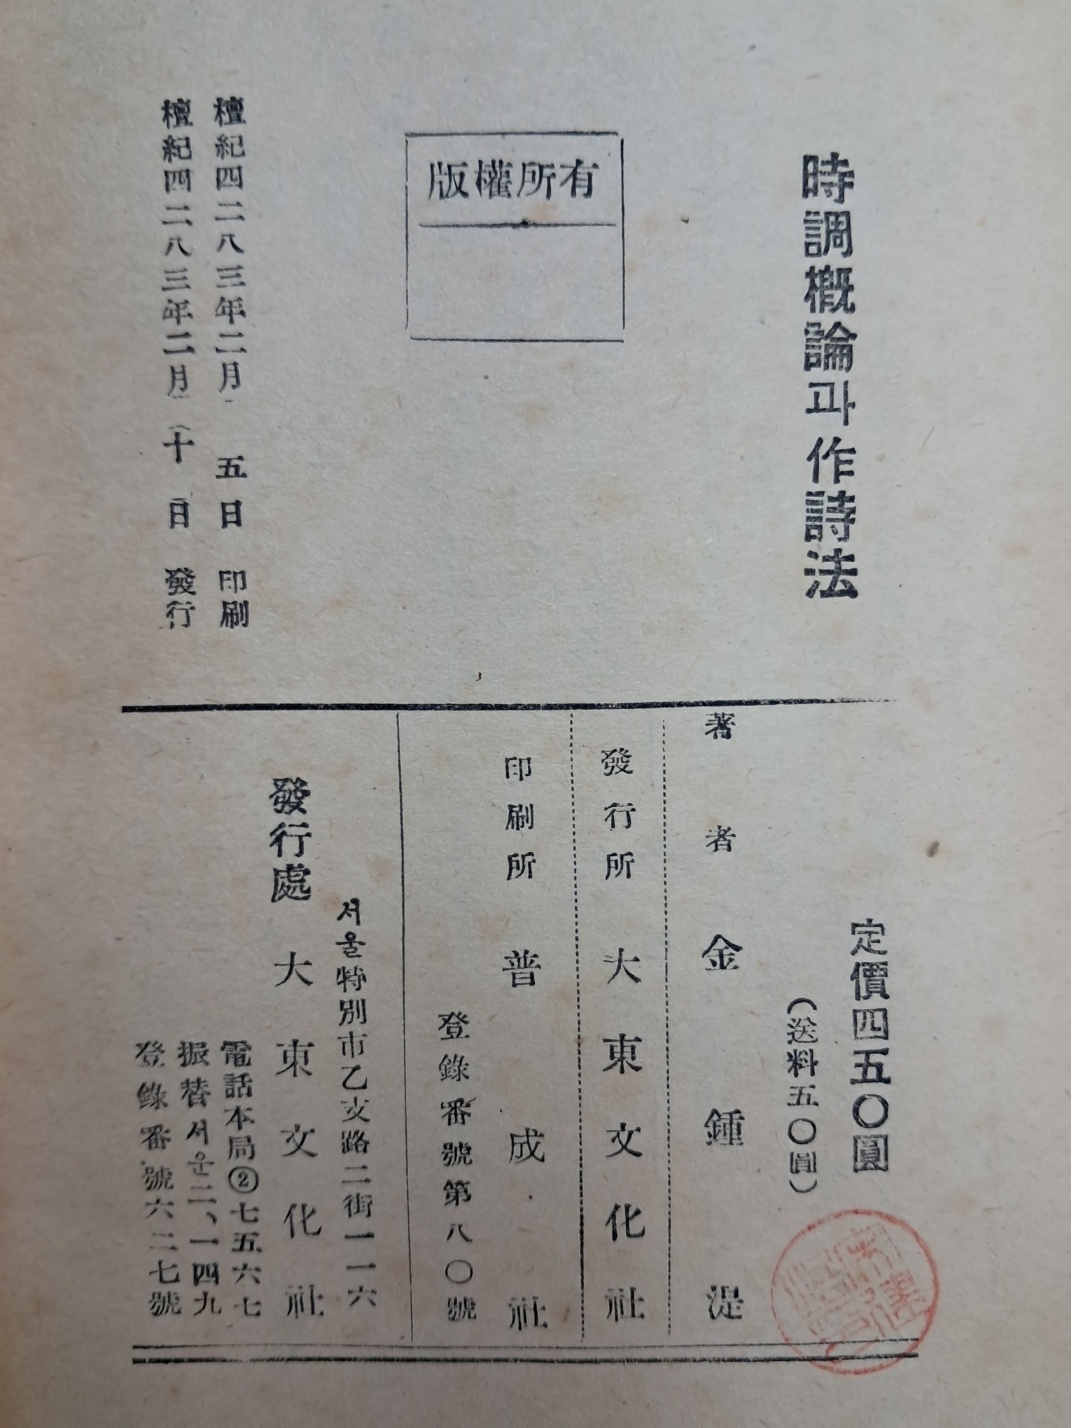 時調槪論과作詩法
版權所有
檀紀四二八三年二月 五日 印刷
檀紀四二八三年二月 十日 發行
定價四五〇圓
(送料五〇圓)
著者 金鍾湜
發行所 大東文化社
印刷所 普成社
登錄番號第八〇號
서울特別市乙支路二街一一六
發行處 大東文化社
電話本局②七五六七
振替서울二、一四九
登錄番號六二七號